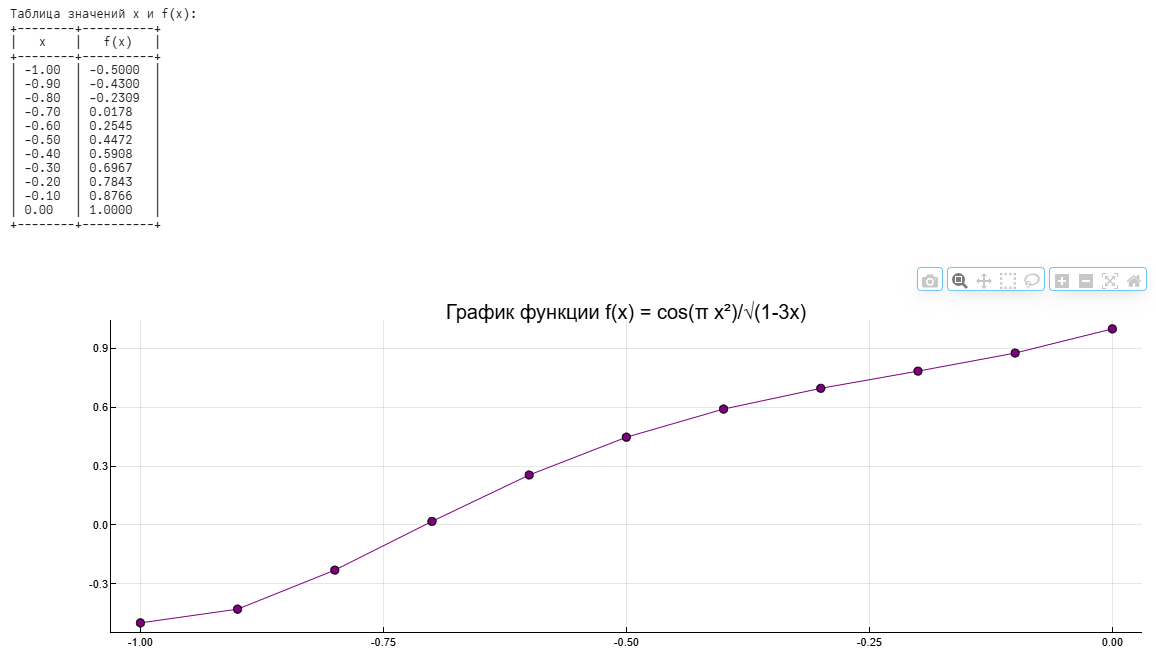 Таблица значений x и f(x):
+--------+----------+
|   x    |   f(x)   |
+--------+----------+
| -1.00  | -0.5000  |
| -0.90  | -0.4300  |
| -0.80  | -0.2309  |
| -0.70  | 0.0178   |
| -0.60  | 0.2545   |
| -0.50  | 0.4472   |
| -0.40  | 0.5908   |
| -0.30  | 0.6967   |
| -0.20  | 0.7843   |
| -0.10  | 0.8766   |
| 0.00   | 1.0000   |
+--------+----------+
График функции f(x) = cos(π x²)/√(1-3x)
0.9
0.6
0.3
0.0
-0.3
-1.00 -0.75 -0.50 -0.25 0.00